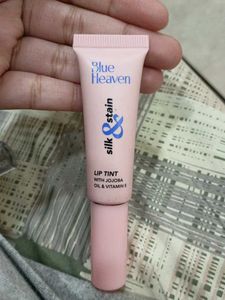 Blue
Heaven
silk & stain
LIP TINT
WITH JOJOBA
OIL & VITAMIN E